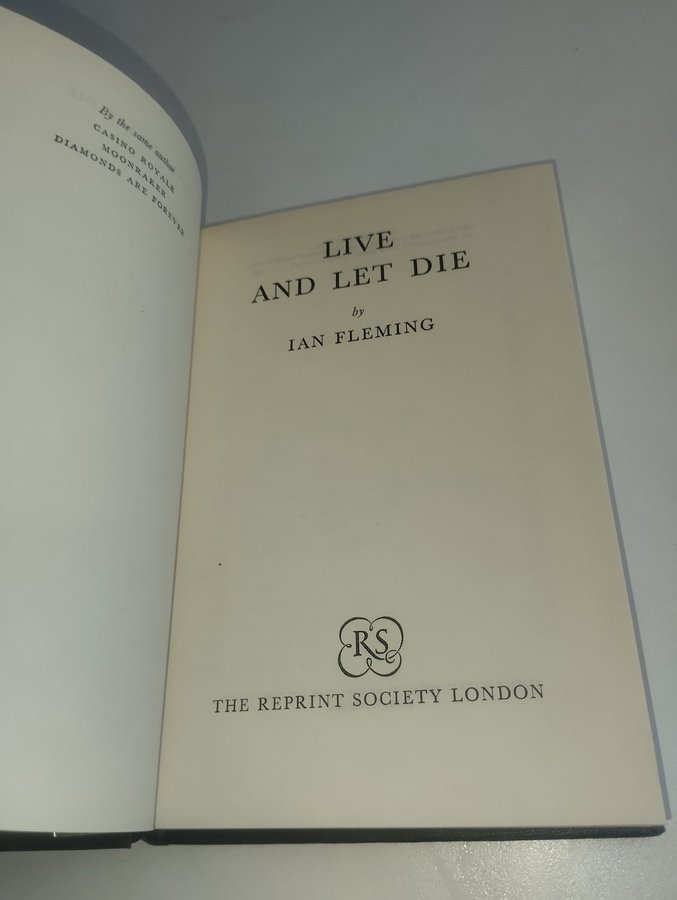 By the same author
CASINO ROYALE
MOONRAKER
DIAMONDS ARE FOREVER
LIVE
AND LET DIE
by
IAN FLEMING
RS
THE REPRINT SOCIETY LONDON